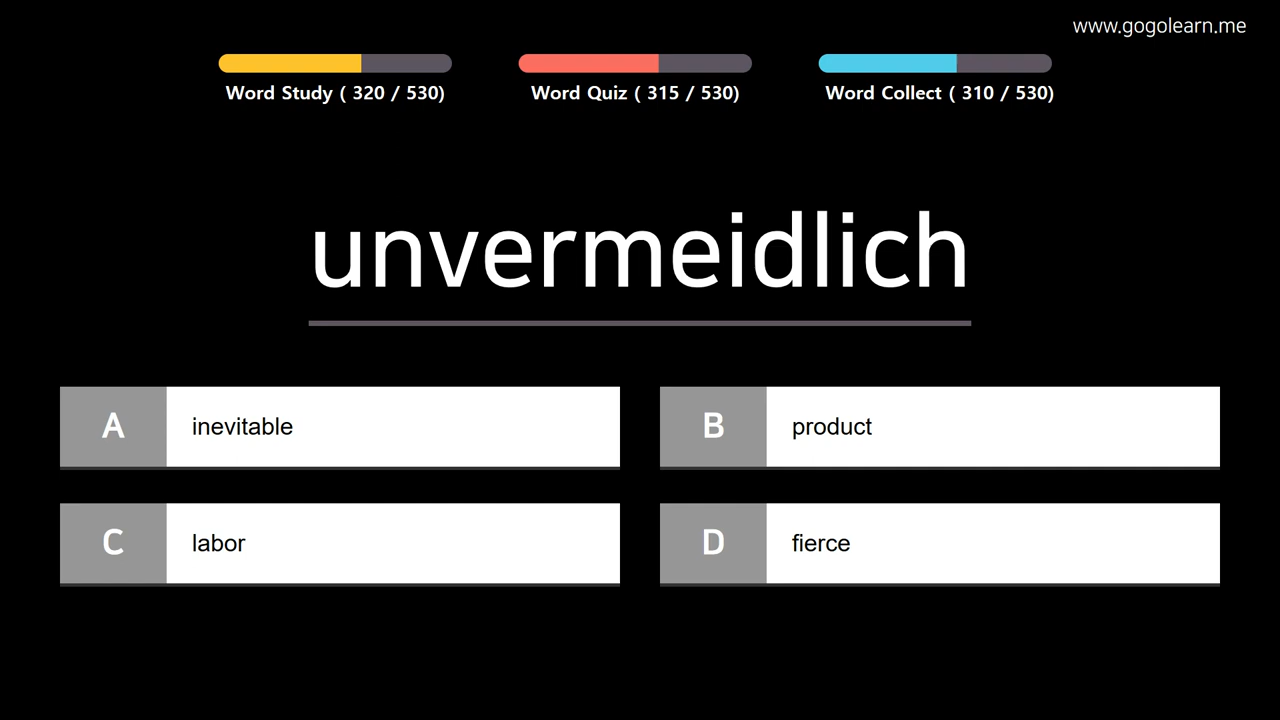 www.gogolearn.me
Word Study ( 320 / 530)
Word Quiz ( 315 / 530)
Word Collect ( 310 / 530)
unvermeidlich
A inevitable
B product
C labor
D fierce